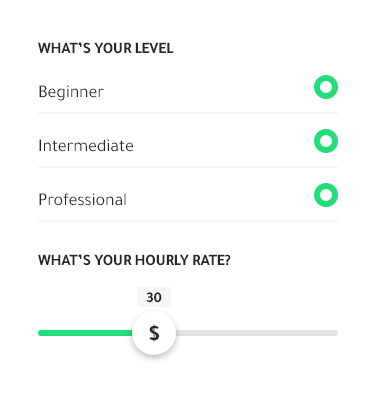 WHAT'S YOUR LEVEL
Beginner
Intermediate
Professional
WHAT'S YOUR HOURLY RATE?
30
$